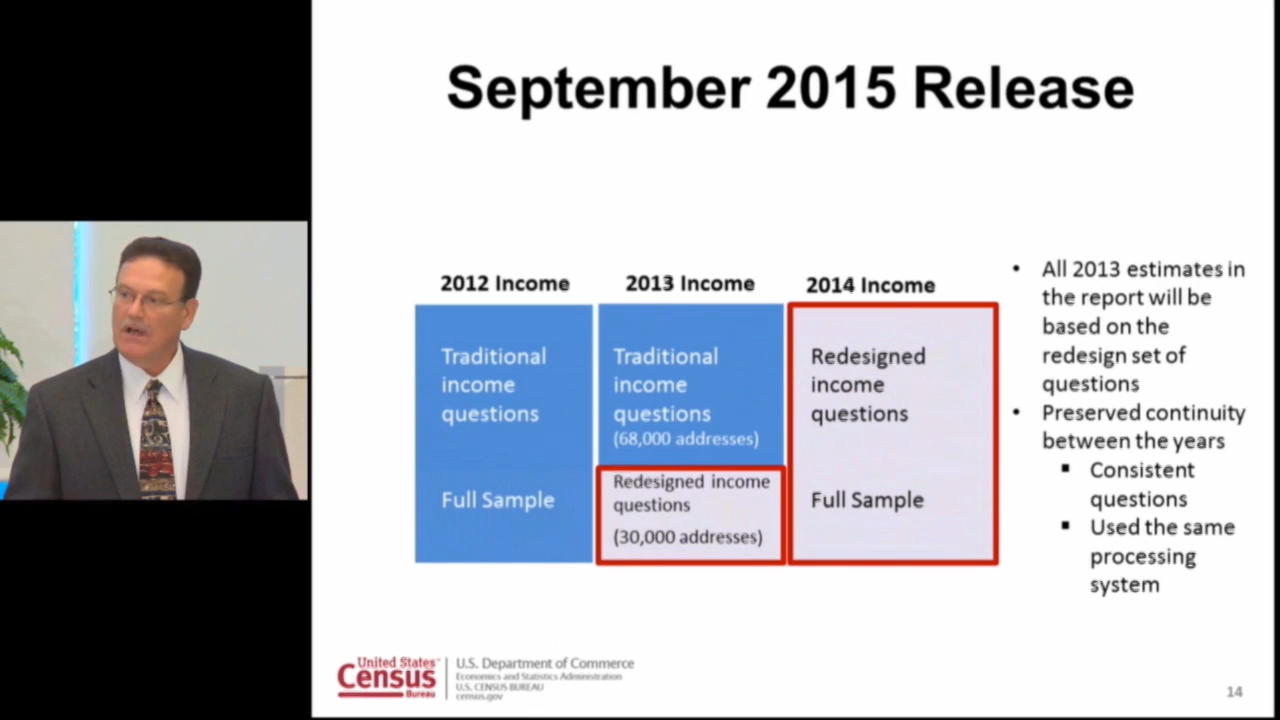 September 2015 Release
2012 Income
2013 Income
2014 Income
Traditional
income
questions
Full Sample
Traditional
income
questions
(68,000 addresses)
Redesigned income
questions
(30,000 addresses)
Redesigned
income
questions
Full Sample
• All 2013 estimates in
the report will be
based on the
redesign set of
questions
• Preserved continuity
between the years
▪ Consistent
questions
▪ Used the same
processing
system
United States™
Census
Bureau
U.S. Department of Commerce
Economics and Statistics Administration
U.S. CENSUS BUREAU
census.gov
14